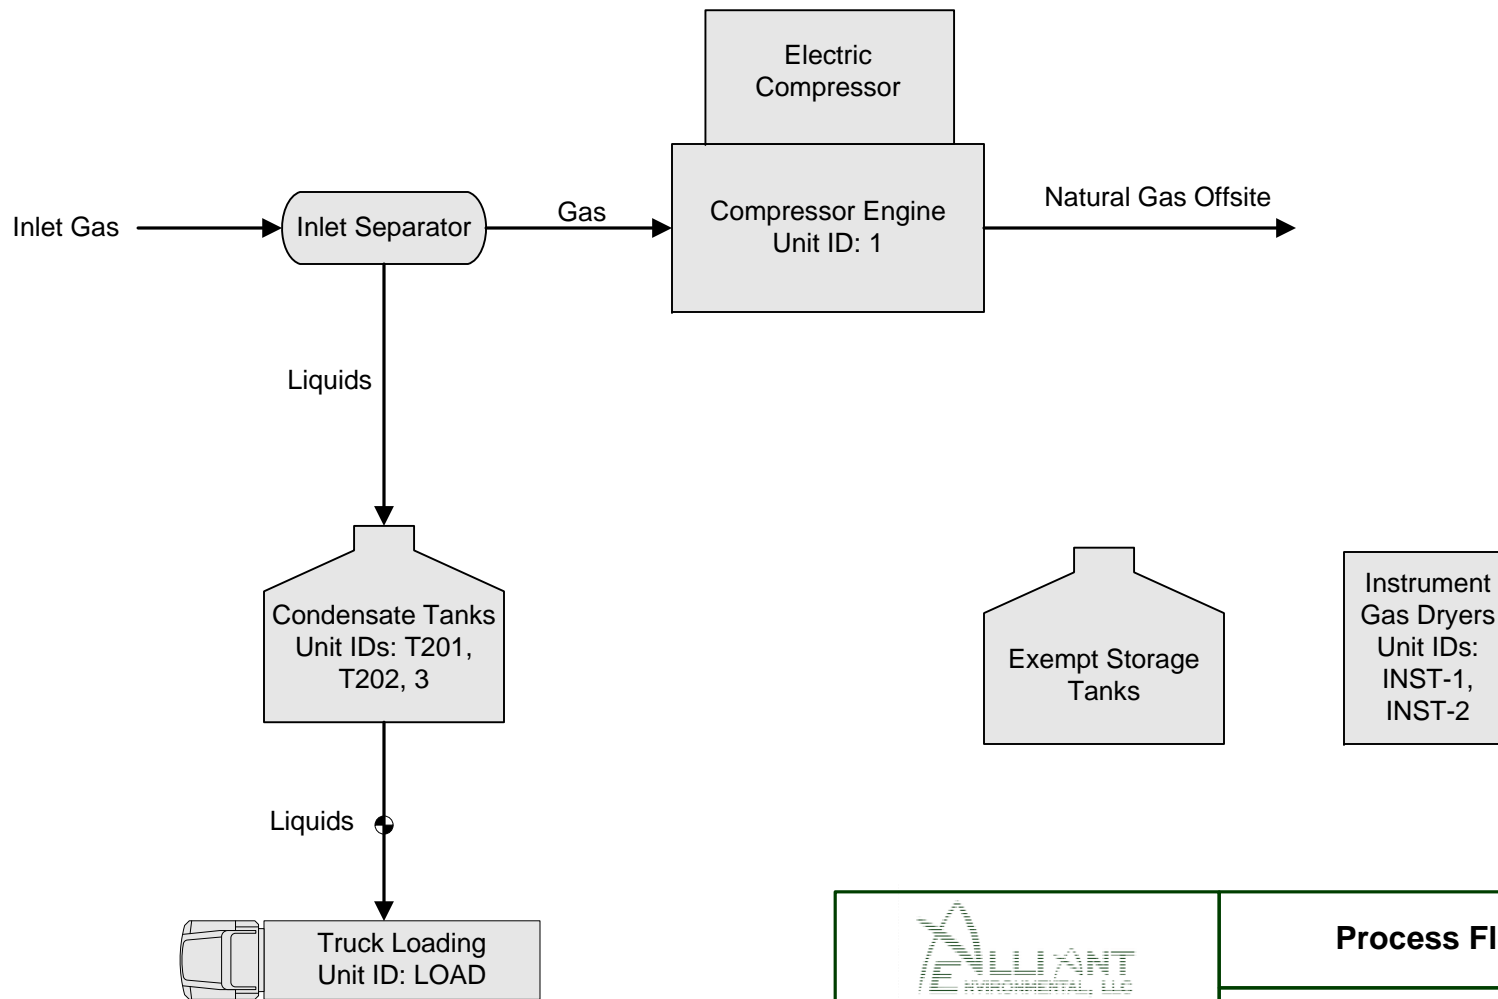 Electric
Compressor
Inlet Gas
Inlet Separator
Gas
Compressor Engine
Unit ID: 1
Natural Gas Offsite
Liquids
Condensate Tanks
Unit IDs: T201,
T202, 3
Exempt Storage
Tanks
Instrument
Gas Dryers
Unit IDs:
INST-1,
INST-2
Liquids
Truck Loading
Unit ID: LOAD
ALLIANT
ENVIRONMENTAL, LLC
Process Fl